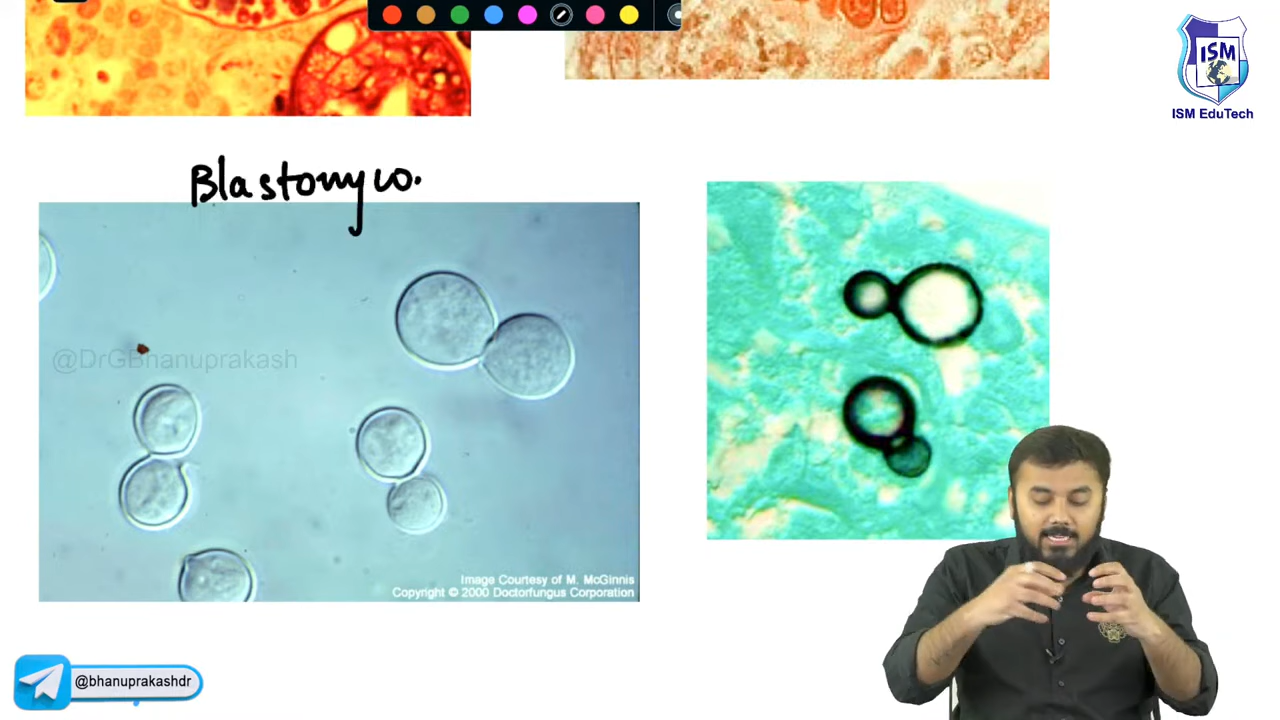 ISM
ISM EduTech
Blastomyco.
@DrGBhanuprakash
Image Courtesy of M. McGinnis
Copyright © 2000 Doctorfungus Corporation
@bhanuprakashdr